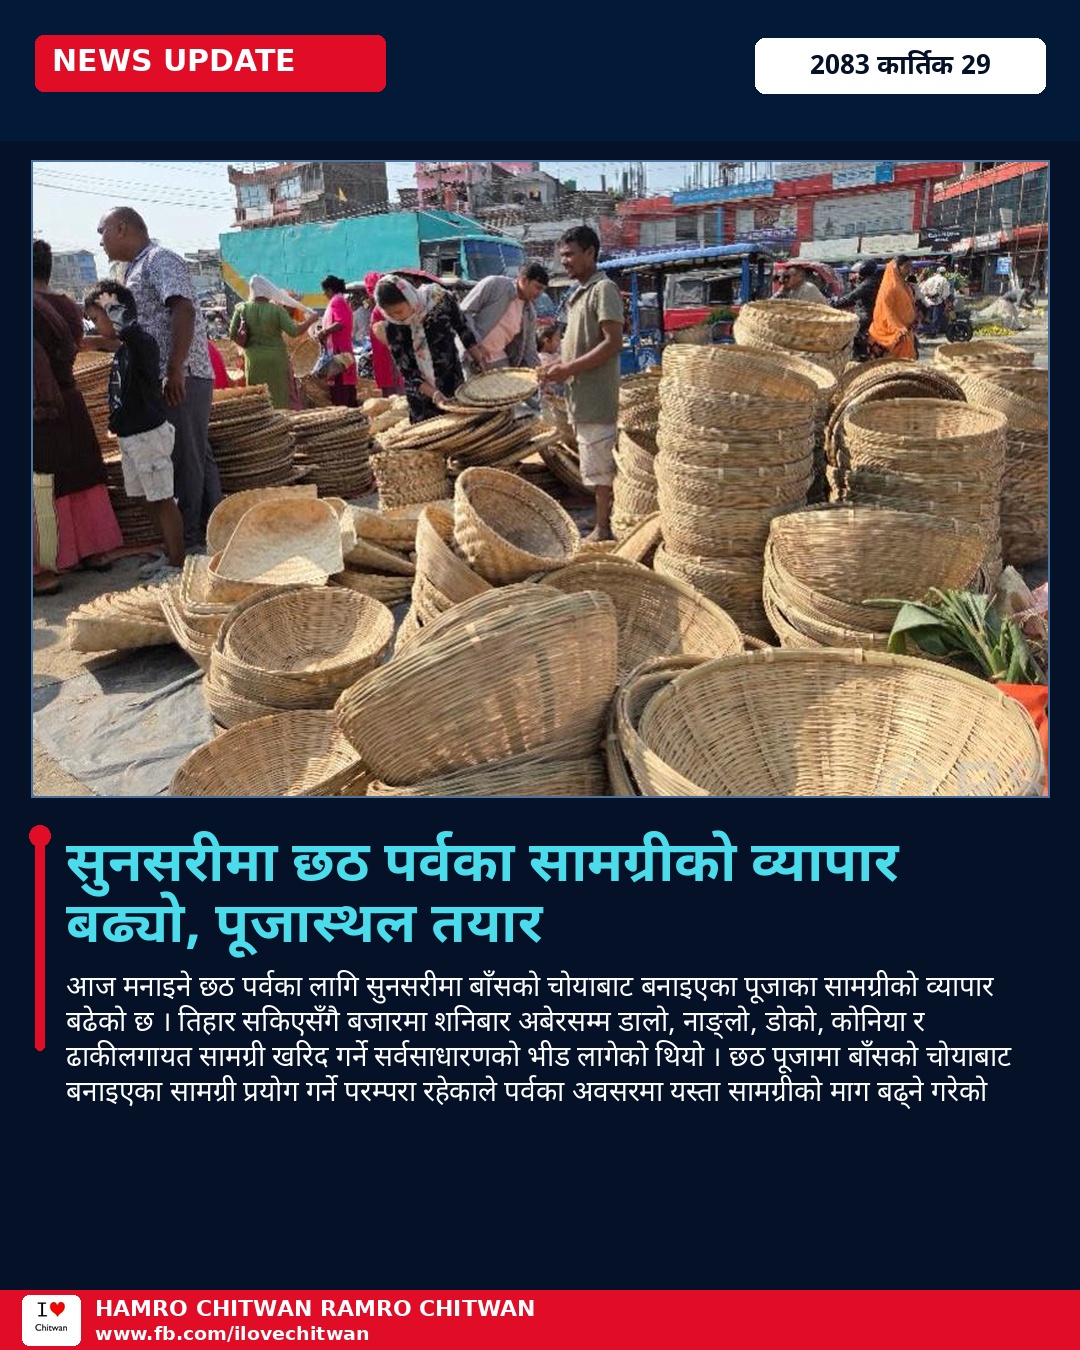 NEWS UPDATE
2083 कार्तिक 29
सुनसरीमा छठ पर्वका सामग्रीको व्यापार
बढ्यो, पूजास्थल तयार
आज मनाइने छठ पर्वका लागि सुनसरीमा बाँसको चोयाबाट बनाइएका पूजाका सामग्रीको व्यापार
बढेको छ । तिहार सकिएसँगै बजारमा शनिबार अबेरसम्म डालो, नाङ्लो, डोको, कोनिया र
ढाकीलगायत सामग्री खरिद गर्ने सर्वसाधारणको भीड लागेको थियो । छठ पूजामा बाँसको चोयाबाट
बनाइएका सामग्री प्रयोग गर्ने परम्परा रहेकाले पर्वका अवसरमा यस्ता सामग्रीको माग बढ्ने गरेको
I
Chitwan
HAMRO CHITWAN RAMRO CHITWAN
www.fb.com/ilovechitwan